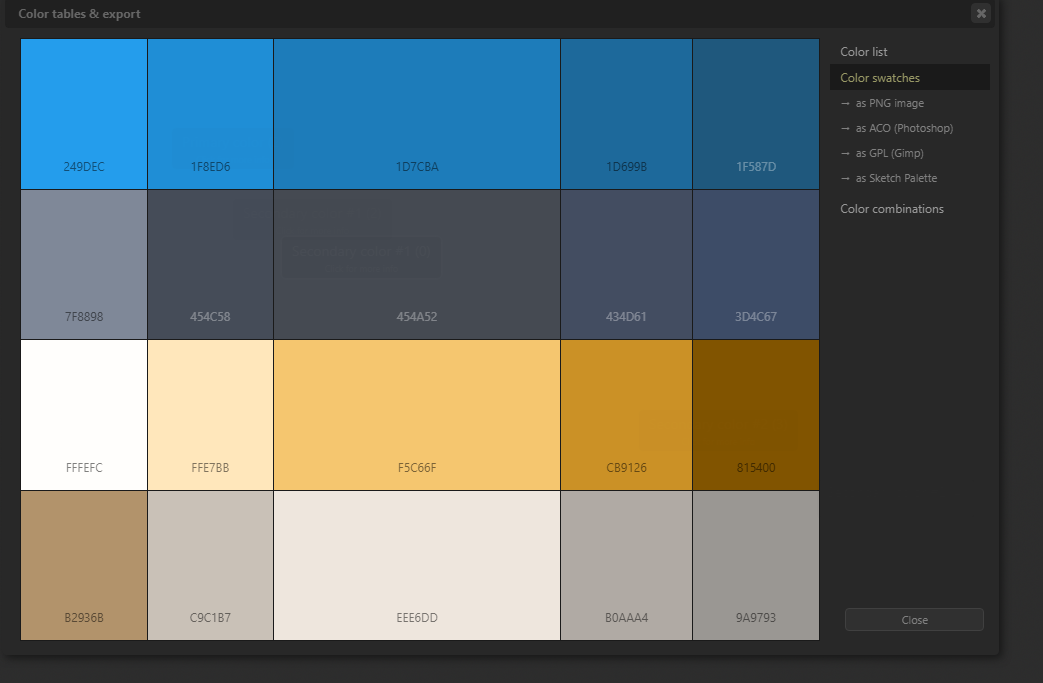 Color tables & export
249DEC 1F8ED6 1D7CBA 1D699B 1F587D
7F8898 454C58 454A52 434D61 3D4C67
FFFEFC FFE7BB F5C66F CB9126 815400
B2936B C9C1B7 EEE6DD B0AAA4 9A9793
Color list
Color swatches
→ as PNG image
→ as ACO (Photoshop)
→ as GPL (Gimp)
→ as Sketch Palette
Color combinations
Close